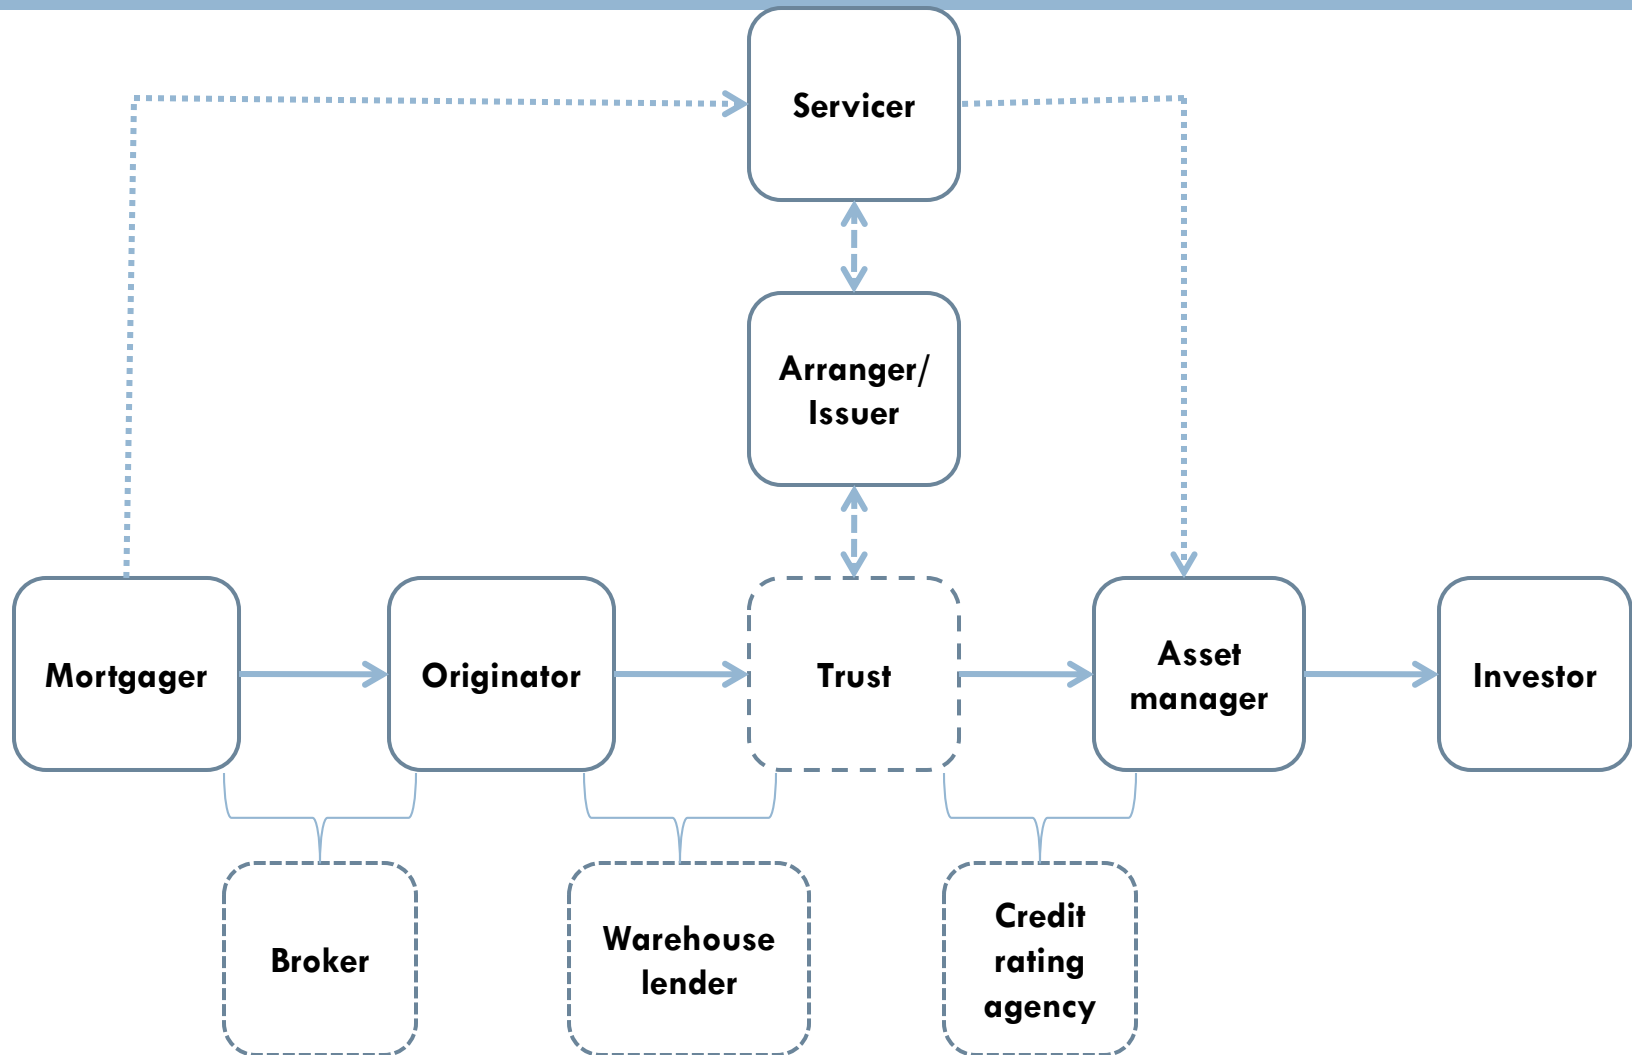 Servicer
Arranger/
Issuer
Mortgager
Originator
Trust
Asset
manager
Investor
Broker
Warehouse
lender
Credit
rating
agency